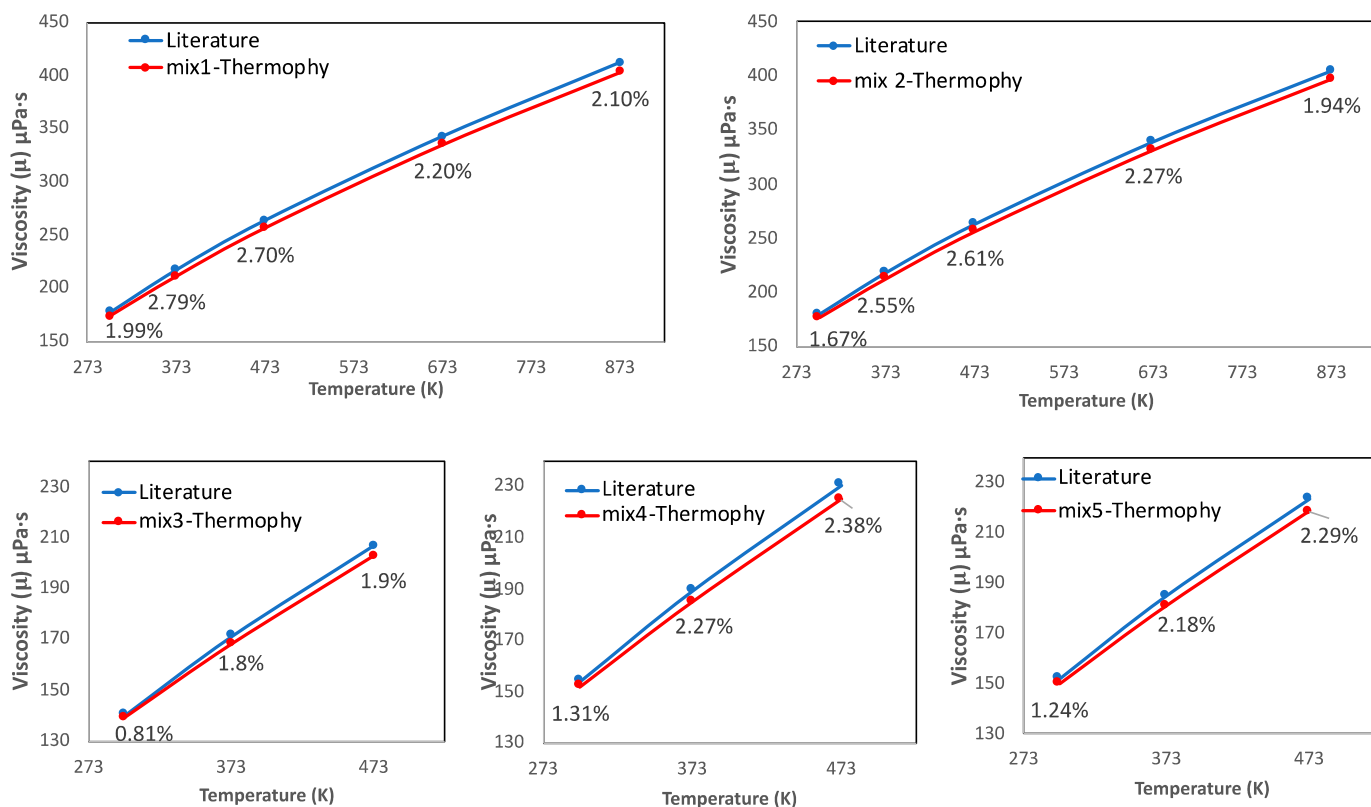 450
400
350
300
250
200
150
Viscosity (μ) μPa·s
Literature
mix1-Thermophy
1.99%
2.79%
2.70%
2.20%
2.10%
273 373 473 573 673 773 873
Temperature (K)
450
400
350
300
250
200
150
Viscosity (μ) μPa·s
Literature
mix 2-Thermophy
1.67%
2.55%
2.61%
2.27%
1.94%
273 373 473 573 673 773 873
Temperature (K)
230
210
190
170
150
130
Viscosity (μ) μPa·s
Literature
mix3-Thermophy
0.81%
1.8%
1.9%
273 373 473
Temperature (K)
230
210
190
170
150
130
Viscosity (μ) μPa·s
Literature
mix4-Thermophy
1.31%
2.27%
2.38%
273 373 473
Temperature (K)
230
210
190
170
150
130
Viscosity (μ) μPa·s
Literature
mix5-Thermophy
1.24%
2.18%
2.29%
273 373 473
Temperature (K)